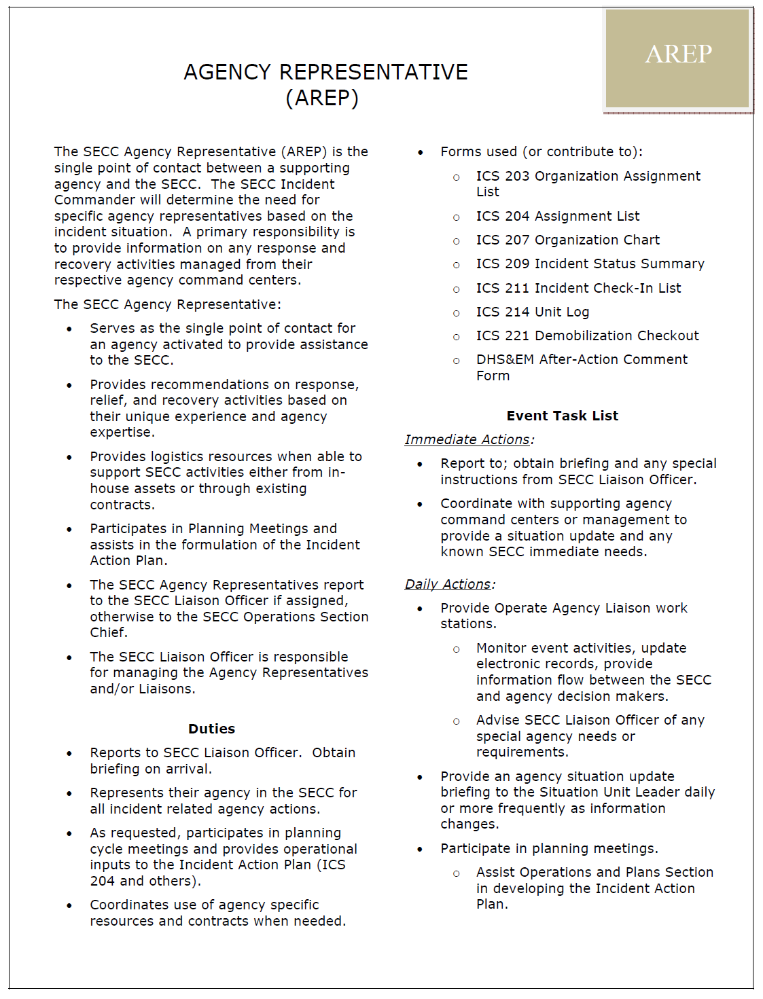 AREP
AGENCY REPRESENTATIVE
(AREP)
The SECC Agency Representative (AREP) is the
single point of contact between a supporting
agency and the SECC.  The SECC Incident
Commander will determine the need for
specific agency representatives based on the
incident situation.  A primary responsibility is
to provide information on any response and
recovery activities managed from their
respective agency command centers.
The SECC Agency Representative:
• Serves as the single point of contact for
an agency activated to provide assistance
to the SECC.
• Provides recommendations on response,
relief, and recovery activities based on
their unique experience and agency
expertise.
• Provides logistics resources when able to
support SECC activities either from in-
house assets or through existing
contracts.
• Participates in Planning Meetings and
assists in the formulation of the Incident
Action Plan.
• The SECC Agency Representatives report
to the SECC Liaison Officer if assigned,
otherwise to the SECC Operations Section
Chief.
• The SECC Liaison Officer is responsible
for managing the Agency Representatives
and/or Liaisons.
Duties
• Reports to SECC Liaison Officer.  Obtain
briefing on arrival.
• Represents their agency in the SECC for
all incident related agency actions.
• As requested, participates in planning
cycle meetings and provides operational
inputs to the Incident Action Plan (ICS
204 and others).
• Coordinates use of agency specific
resources and contracts when needed.
• Forms used (or contribute to):
o ICS 203 Organization Assignment
List
o ICS 204 Assignment List
o ICS 207 Organization Chart
o ICS 209 Incident Status Summary
o ICS 211 Incident Check-In List
o ICS 214 Unit Log
o ICS 221 Demobilization Checkout
o DHS&EM After-Action Comment
Form
Event Task List
Immediate Actions:
• Report to; obtain briefing and any special
instructions from SECC Liaison Officer.
• Coordinate with supporting agency
command centers or management to
provide a situation update and any
known SECC immediate needs.
Daily Actions:
• Provide Operate Agency Liaison work
stations.
o Monitor event activities, update
electronic records, provide
information flow between the SECC
and agency decision makers.
o Advise SECC Liaison Officer of any
special agency needs or
requirements.
• Provide an agency situation update
briefing to the Situation Unit Leader daily
or more frequently as information
changes.
• Participate in planning meetings.
o Assist Operations and Plans Section
in developing the Incident Action
Plan.